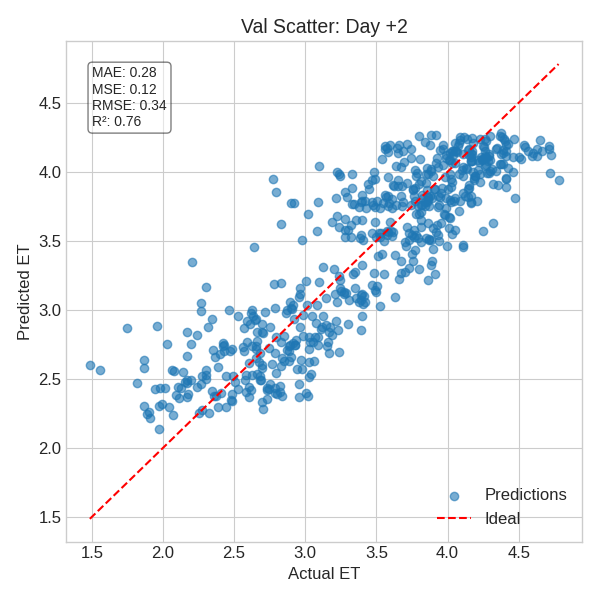 Val Scatter: Day +2
MAE: 0.28
MSE: 0.12
RMSE: 0.34
R²: 0.76
4.5
4.0
3.5
3.0
2.5
2.0
1.5
Predicted ET
Predictions
Ideal
1.5 2.0 2.5 3.0 3.5 4.0 4.5
Actual ET